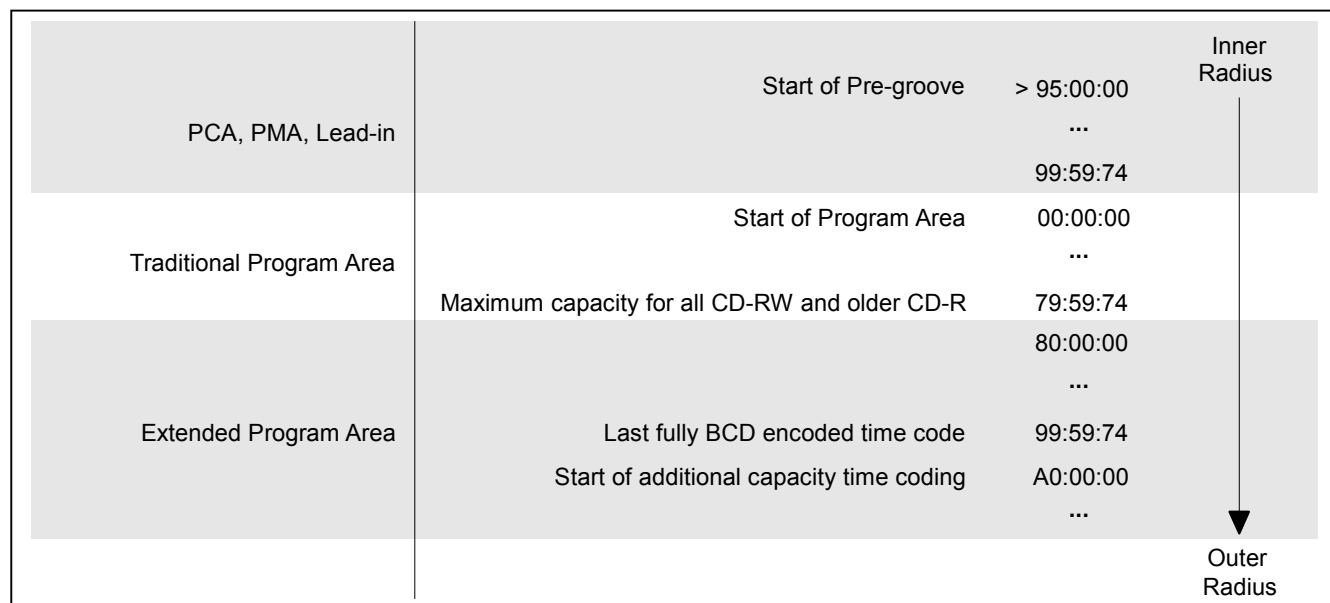 Inner
Radius
Start of Pre-groove > 95:00:00
...
PCA, PMA, Lead-in
99:59:74
Start of Program Area 00:00:00
...
Traditional Program Area
Maximum capacity for all CD-RW and older CD-R 79:59:74
80:00:00
...
Extended Program Area Last fully BCD encoded time code 99:59:74
Start of additional capacity time coding A0:00:00
...
Outer
Radius